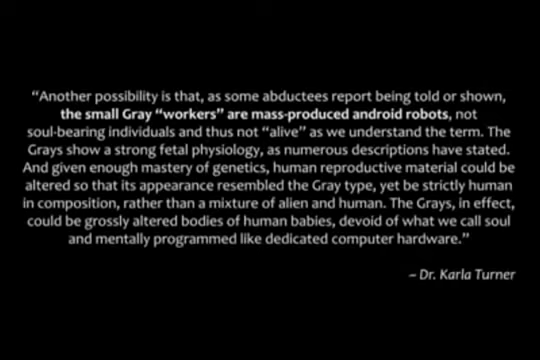 “Another possibility is that, as some abductees report being told or shown,
the small Gray “workers” are mass-produced android robots, not
soul-bearing individuals and thus not “alive” as we understand the term. The
Grays show a strong fetal physiology, as numerous descriptions have stated.
And given enough mastery of genetics, human reproductive material could be
altered so that its appearance resembled the Gray type, yet be strictly human
in composition, rather than a mixture of alien and human. The Grays, in effect,
could be grossly altered bodies of human babies, devoid of what we call soul
and mentally programmed like dedicated computer hardware.”
– Dr. Karla Turner